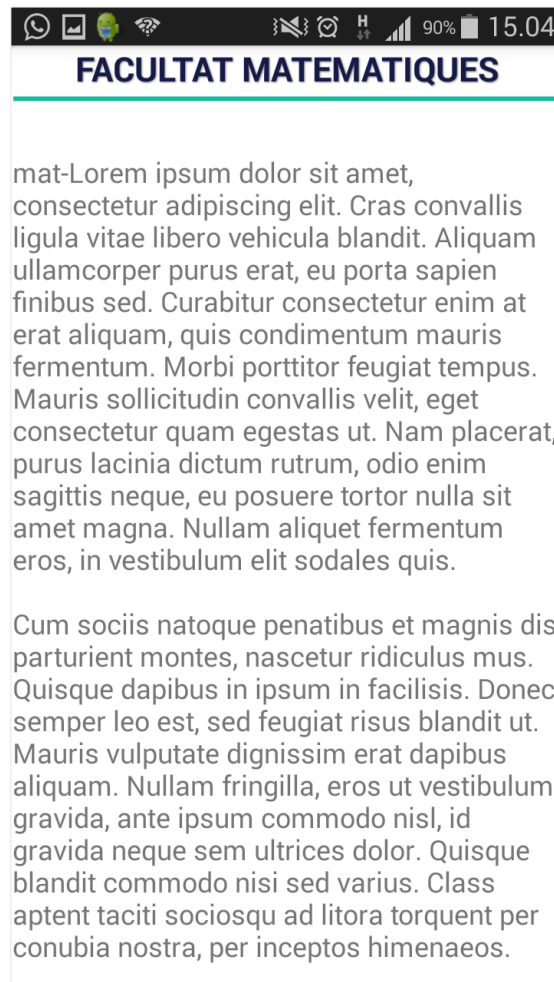 H
90%
15.04
FACULTAT MATEMATIQUES
mat-Lorem ipsum dolor sit amet,
consectetur adipiscing elit. Cras convallis
ligula vitae libero vehicula blandit. Aliquam
ullamcorper purus erat, eu porta sapien
finibus sed. Curabitur consectetur enim at
erat aliquam, quis condimentum mauris
fermentum. Morbi porttitor feugiat tempus.
Mauris sollicitudin convallis velit, eget
consectetur quam egestas ut. Nam placerat,
purus lacinia dictum rutrum, odio enim
sagittis neque, eu posuere tortor nulla sit
amet magna. Nullam aliquet fermentum
eros, in vestibulum elit sodales quis.
Cum sociis natoque penatibus et magnis dis
parturient montes, nascetur ridiculus mus.
Quisque dapibus in ipsum in facilisis. Donec
semper leo est, sed feugiat risus blandit ut.
Mauris vulputate dignissim erat dapibus
aliquam. Nullam fringilla, eros ut vestibulum
gravida, ante ipsum commodo nisl, id
gravida neque sem ultrices dolor. Quisque
blandit commodo nisi sed varius. Class
aptent taciti sociosqu ad litora torquent per
conubia nostra, per inceptos himenaeos.